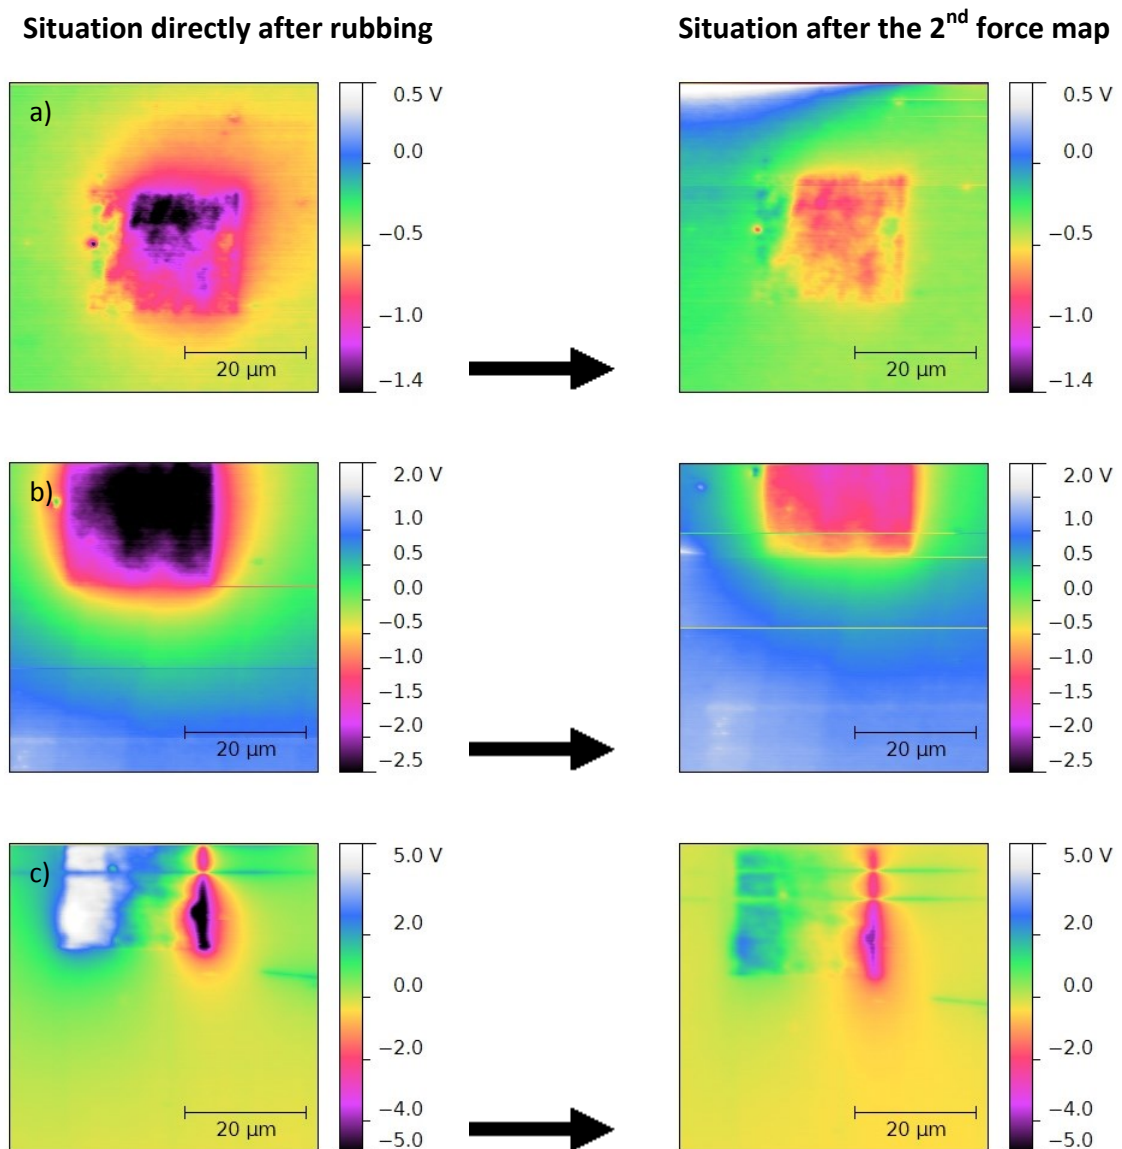 Situation directly after rubbing
Situation after the 2nd force map
a)
0.5 V
0.0
−0.5
−1.0
−1.4
20 μm
0.5 V
0.0
−0.5
−1.0
−1.4
20 μm
b)
2.0 V
1.0
0.5
0.0
−0.5
−1.0
−1.5
−2.0
−2.5
20 μm
2.0 V
1.0
0.5
0.0
−0.5
−1.0
−1.5
−2.0
−2.5
20 μm
c)
5.0 V
2.0
0.0
−2.0
−4.0
−5.0
20 μm
5.0 V
2.0
0.0
−2.0
−4.0
−5.0
20 μm